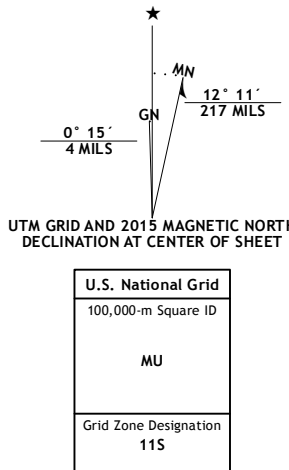 ★
MN
GN
12° 11´
217 MILS
0° 15´
4 MILS
UTM GRID AND 2015 MAGNETIC NORTH
DECLINATION AT CENTER OF SHEET
U.S. National Grid
100,000-m Square ID
MU
Grid Zone Designation
11S